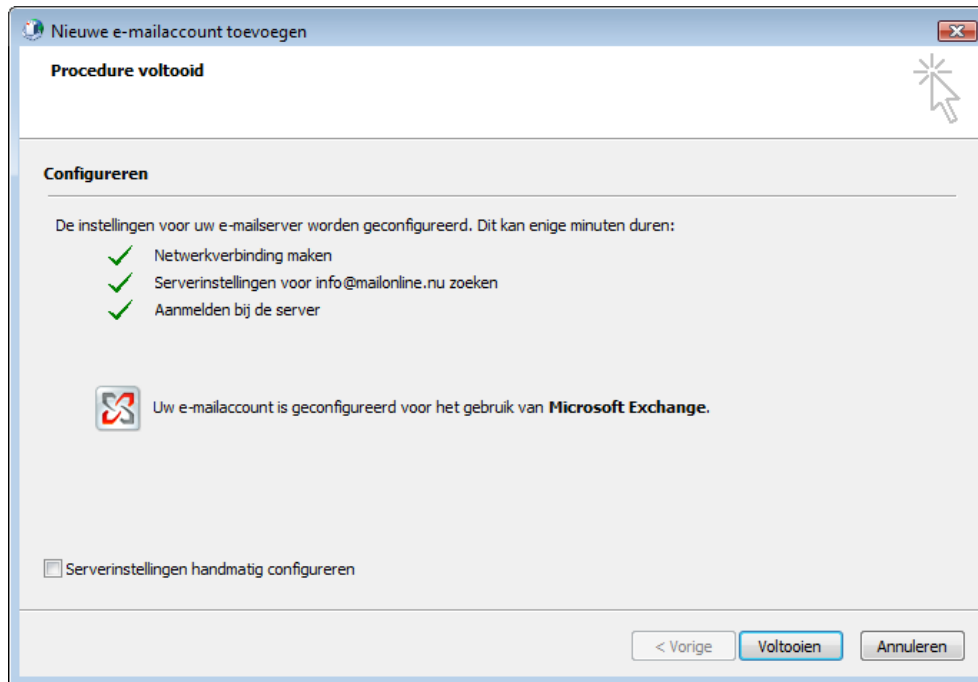 Nieuwe e-mailaccount toevoegen
Procedure voltooid
Configureren
De instellingen voor uw e-mailserver worden geconfigureerd. Dit kan enige minuten duren:
Netwerkverbinding maken
Serverinstellingen voor info@mailonline.nu zoeken
Aanmelden bij de server
Uw e-mailaccount is geconfigureerd voor het gebruik van Microsoft Exchange.
Serverinstellingen handmatig configureren
< Vorige
Voltooien
Annuleren